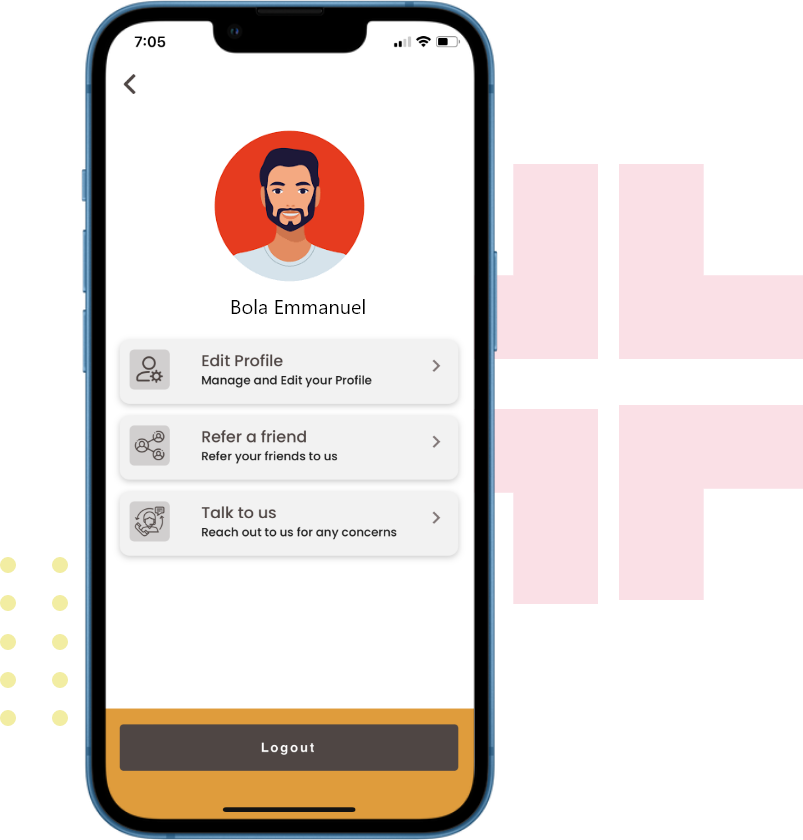 7:05
Bola Emmanuel
Edit Profile
Manage and Edit your Profile
Refer a friend
Refer your friends to us
Talk to us
Reach out to us for any concerns
Logout